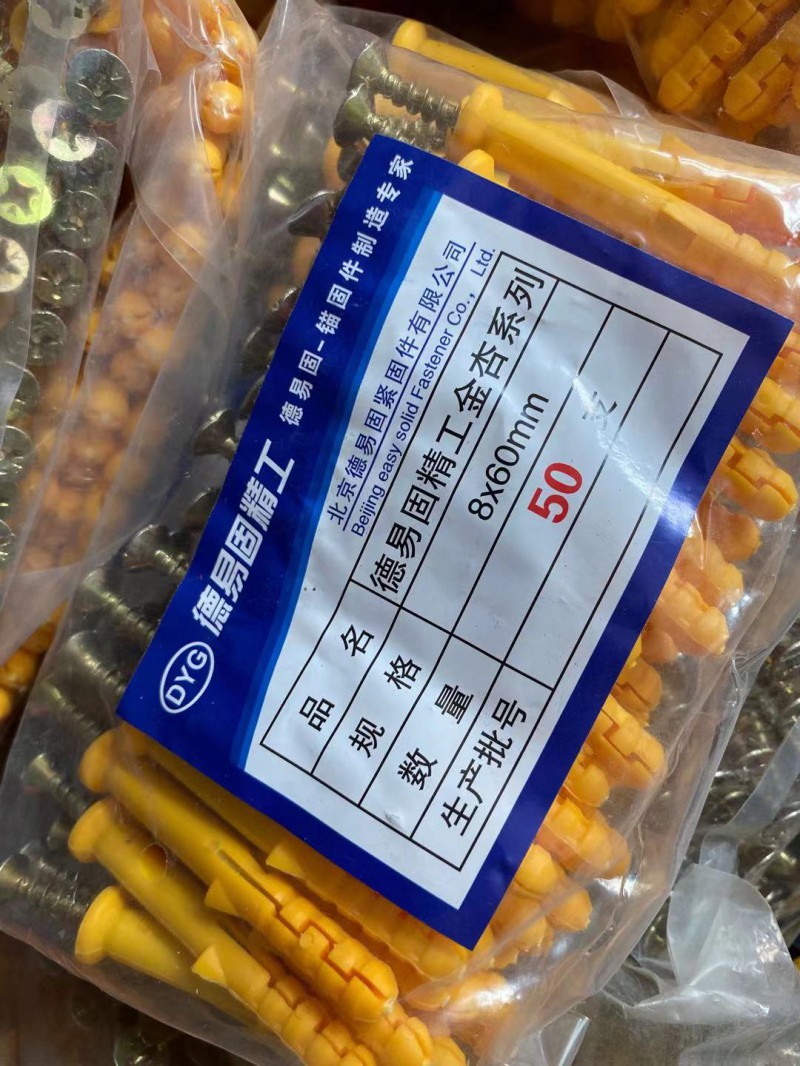 DYG 德易固精工 德易固-锚固件制造专家
北京德易固紧固件有限公司
Beijing easy solid Fastener Co., Ltd.
品 名 德易固精工金杏系列
规 格 8x60mm
数 量 50 支
生产批号